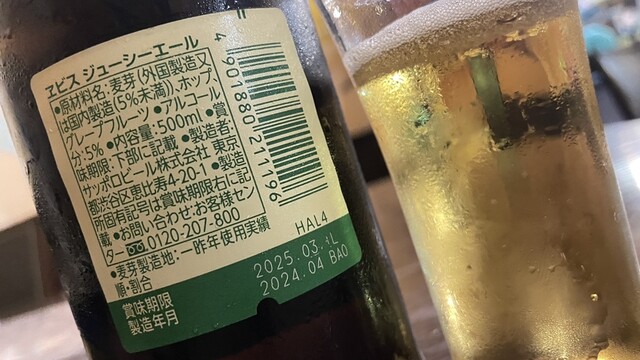 ヱビス ジューシーエール
●原材料名:麦芽(外国製造又
は国内製造(5%未満))、ホップ、
グレープフルーツ ●アルコール
分:5% ●内容量:500mL ●賞
味期限:下部に記載 ●製造者:
サッポロビール株式会社 東京
都渋谷区恵比寿4-20-1 ●製造
所固有記号は賞味期限右に記
載 ●お問い合わせ:お客様セン
ター 0120-207-800
●麦芽製造地:一昨年使用実績
順・割合
4 901880 211196
HAL4
賞味期限 2025.03.
製造年月 2024.04 BAO